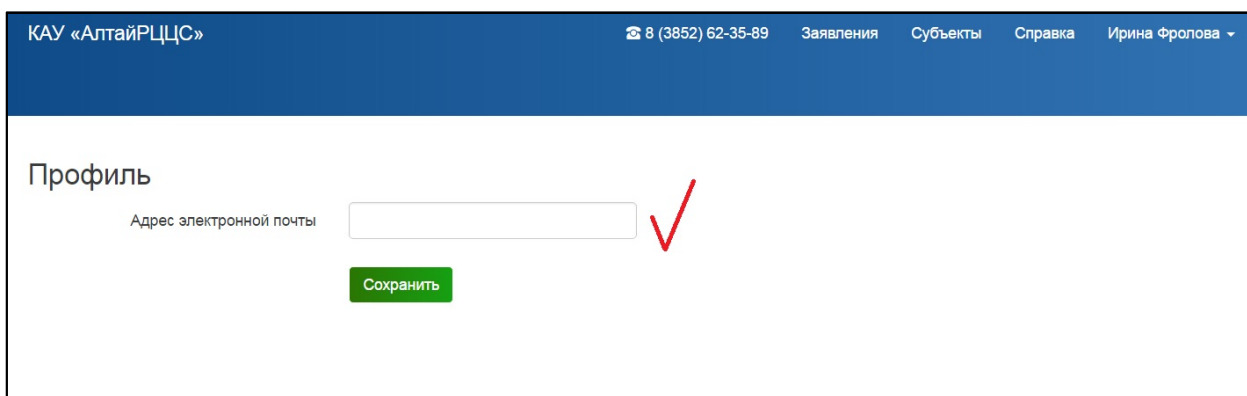 КАУ «АлтайРЦЦС» ☎ 8 (3852) 62-35-89 Заявления Субъекты Справка Ирина Фролова
Профиль
Адрес электронной почты
Сохранить